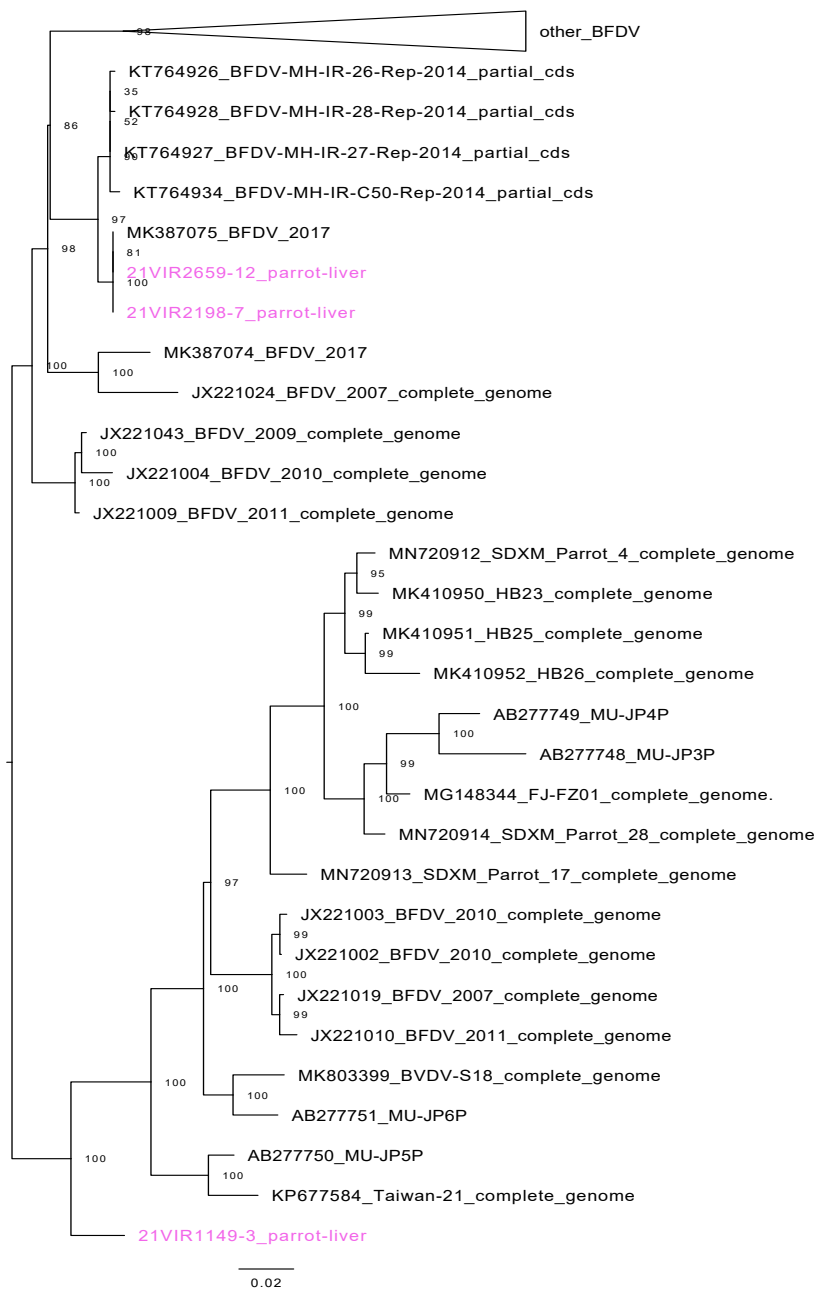 98
other_BFDV
KT764926_BFDV-MH-IR-26-Rep-2014_partial_cds
35
KT764928_BFDV-MH-IR-28-Rep-2014_partial_cds
52
86
KT764927_BFDV-MH-IR-27-Rep-2014_partial_cds
90
KT764934_BFDV-MH-IR-C50-Rep-2014_partial_cds
97
MK387075_BFDV_2017
98
81
21VIR2659-12_parrot-liver
100
21VIR2198-7_parrot-liver
MK387074_BFDV_2017
100
100
JX221024_BFDV_2007_complete_genome
JX221043_BFDV_2009_complete_genome
100
JX221004_BFDV_2010_complete_genome
100
JX221009_BFDV_2011_complete_genome
MN720912_SDXM_Parrot_4_complete_genome
95
MK410950_HB23_complete_genome
99
MK410951_HB25_complete_genome
99
MK410952_HB26_complete_genome
100
AB277749_MU-JP4P
100
AB277748_MU-JP3P
99
100
MG148344_FJ-FZ01_complete_genome.
100
MN720914_SDXM_Parrot_28_complete_genome
MN720913_SDXM_Parrot_17_complete_genome
97
JX221003_BFDV_2010_complete_genome
99
JX221002_BFDV_2010_complete_genome
100
100
JX221019_BFDV_2007_complete_genome
99
JX221010_BFDV_2011_complete_genome
MK803399_BVDV-S18_complete_genome
100
100
AB277751_MU-JP6P
AB277750_MU-JP5P
100
100
KP677584_Taiwan-21_complete_genome
21VIR1149-3_parrot-liver
0.02